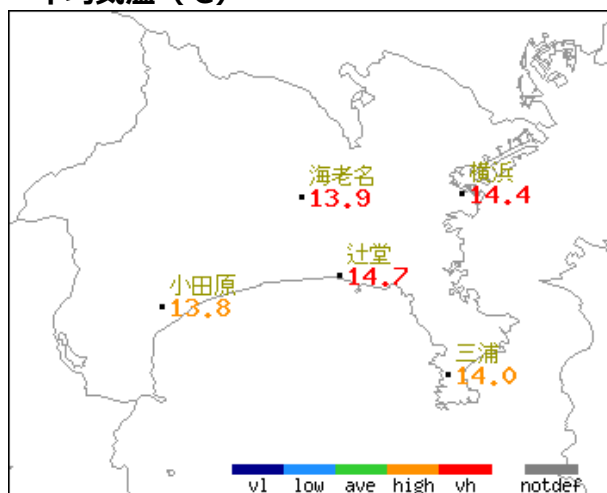 平均気温 (℃)
海老名
13.9
横浜
14.4
辻堂
14.7
小田原
13.8
三浦
14.0
vl low ave high vh notdef